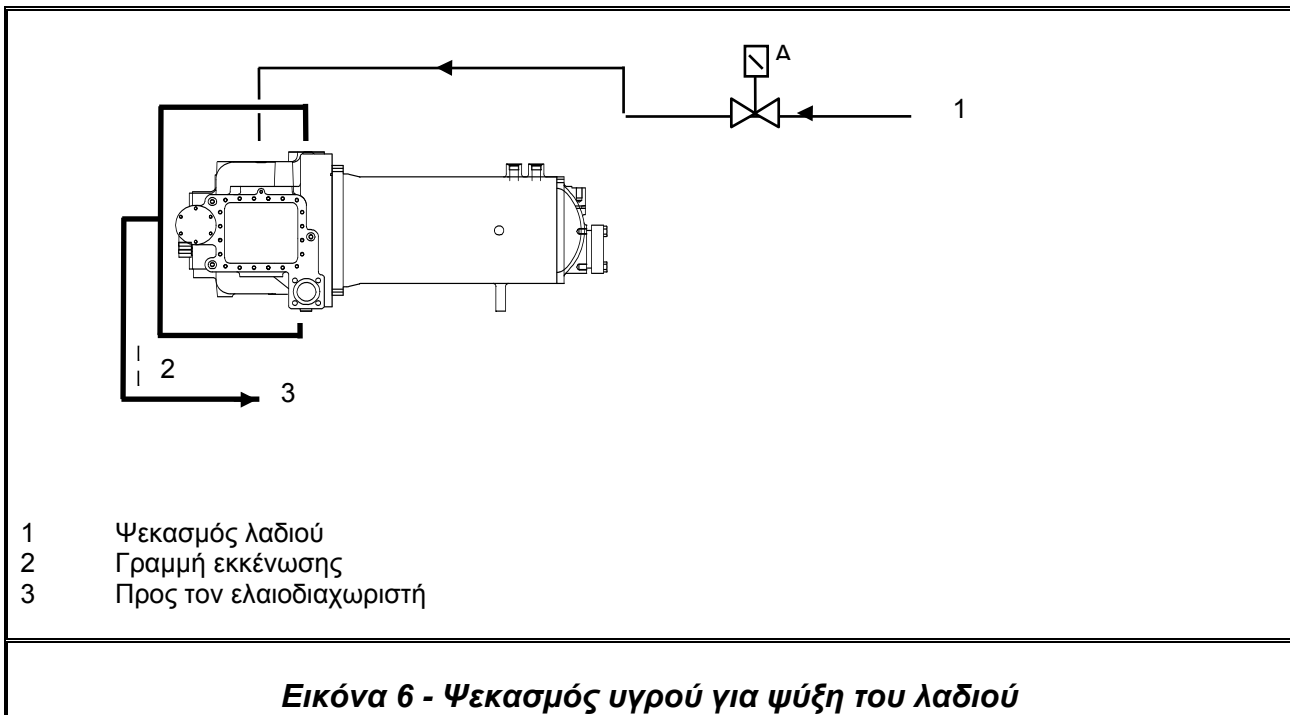 A
1
2
3
1 Ψεκασμός λαδιού
2 Γραμμή εκκένωσης
3 Προς τον ελαιοδιαχωριστή
Εικόνα 6 - Ψεκασμός υγρού για ψύξη του λαδιού